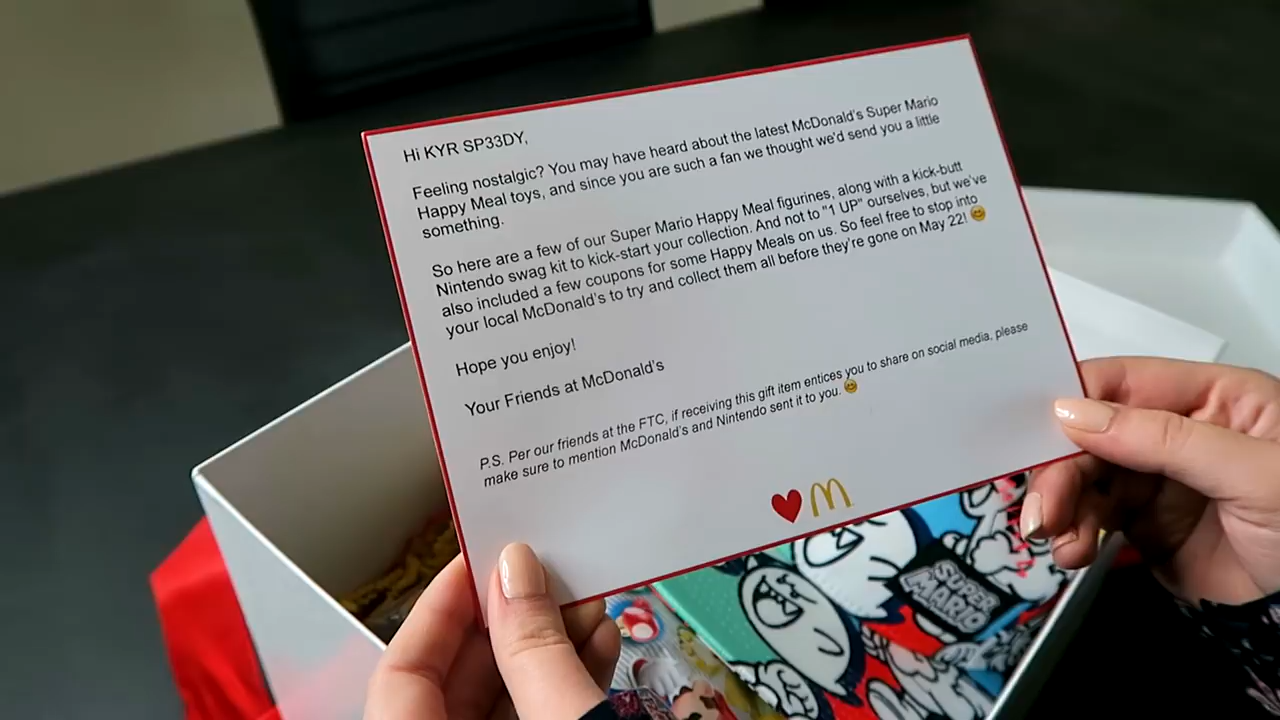 Hi KYR SP33DY,
Feeling nostalgic? You may have heard about the latest McDonald's Super Mario
Happy Meal toys, and since you are such a fan we thought we'd send you a little
something.
So here are a few of our Super Mario Happy Meal figurines, along with a kick-butt
Nintendo swag kit to kick-start your collection. And not to "1 UP" ourselves, but we've
also included a few coupons for some Happy Meals on us. So feel free to stop into
your local McDonald's to try and collect them all before they're gone on May 22! 😊
Hope you enjoy!
Your Friends at McDonald's
P.S. Per our friends at the FTC, if receiving this gift item entices you to share on social media, please
make sure to mention McDonald's and Nintendo sent it to you. 😊
SUPER
MARIO